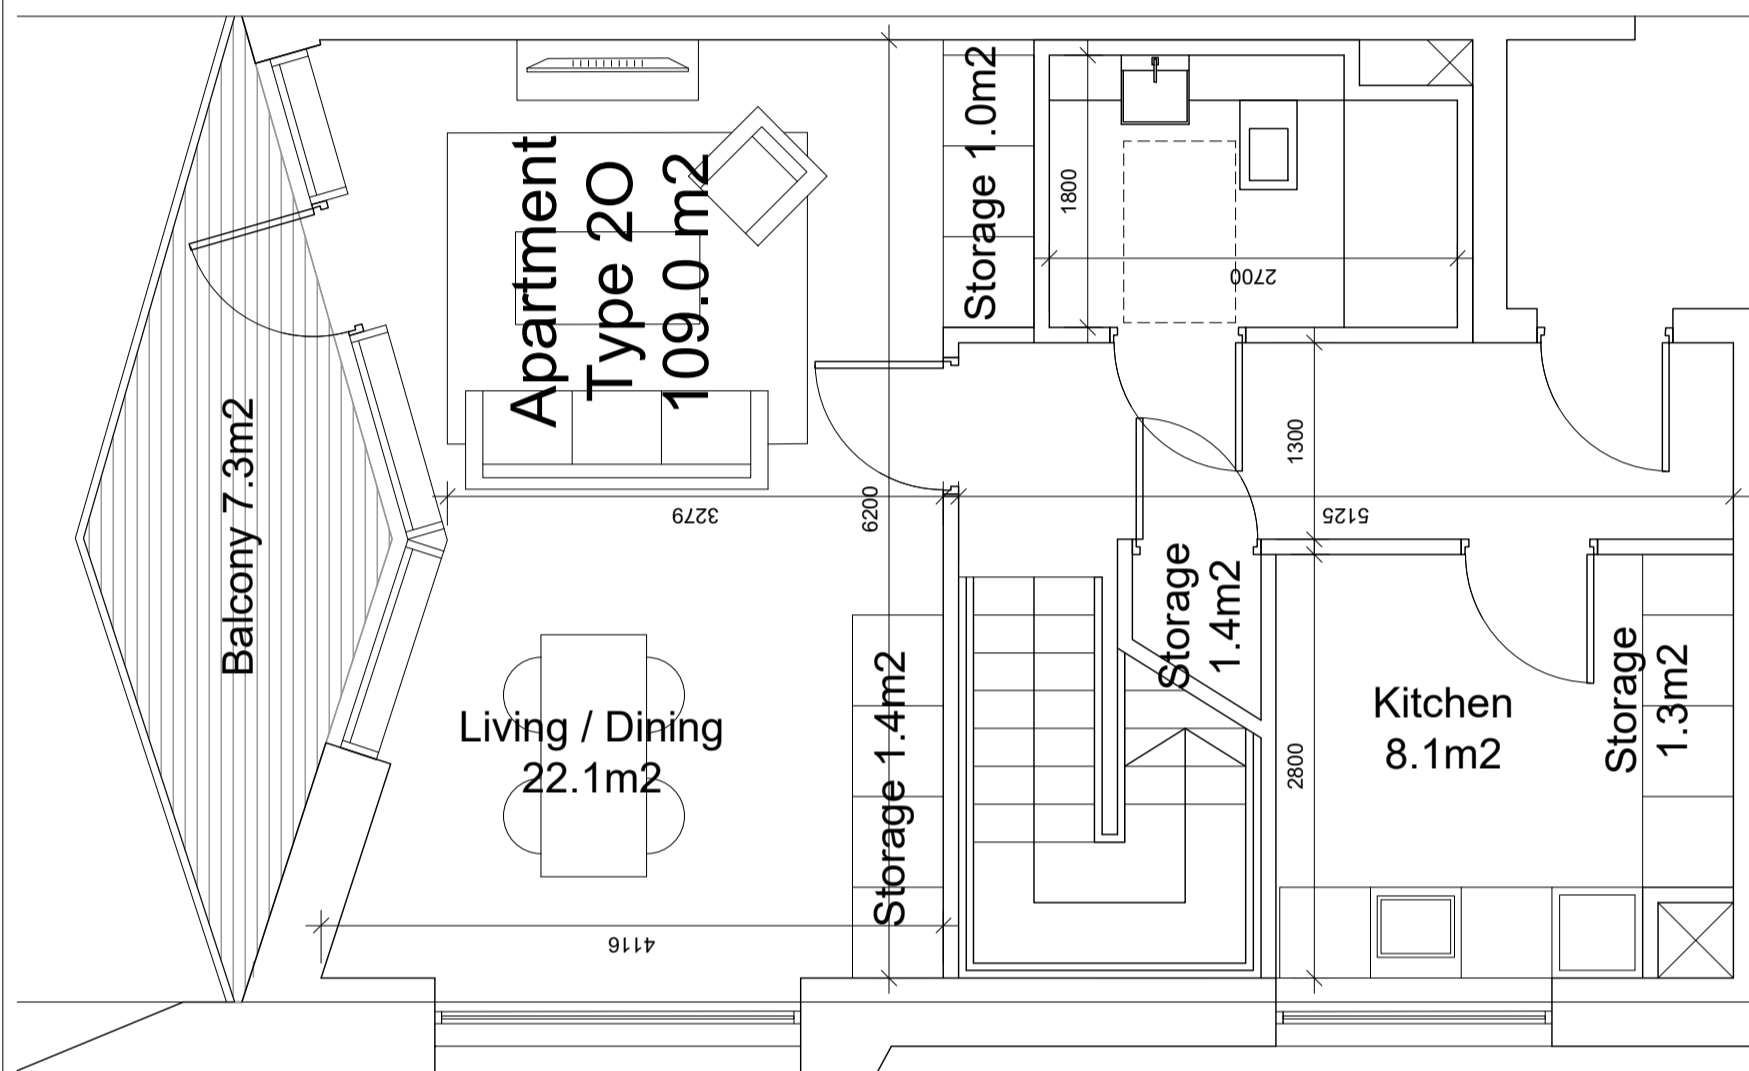 Apartment
Type 2O
109.0 m2
Storage 1.0m2
1800
2700
Balcony 7.3m2
3279
6200
1300
5125
Storage
1.4m2
Living / Dining
22.1m2
Storage 1.4m2
4116
2800
Kitchen
8.1m2
Storage
1.3m2